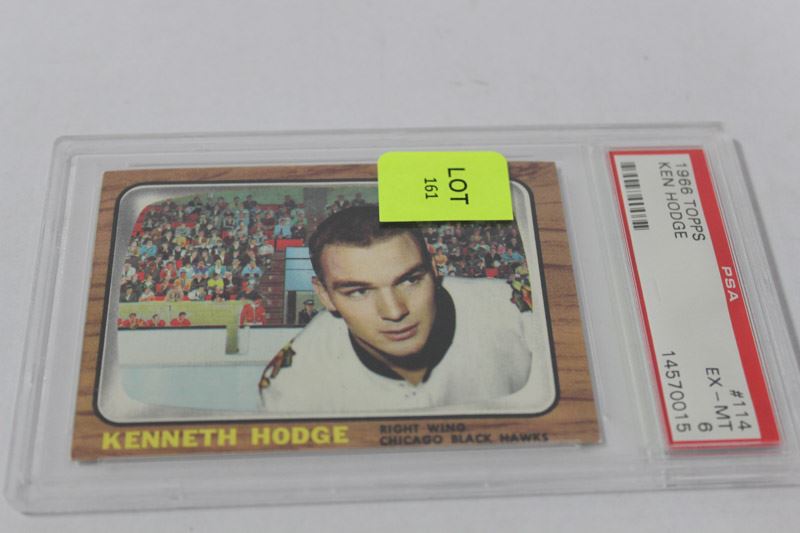 LOT
161
KENNETH HODGE
RIGHT WING
CHICAGO BLACK HAWKS
1966 TOPPS
KEN HODGE
PSA
#114
EX - MT
6
14570015